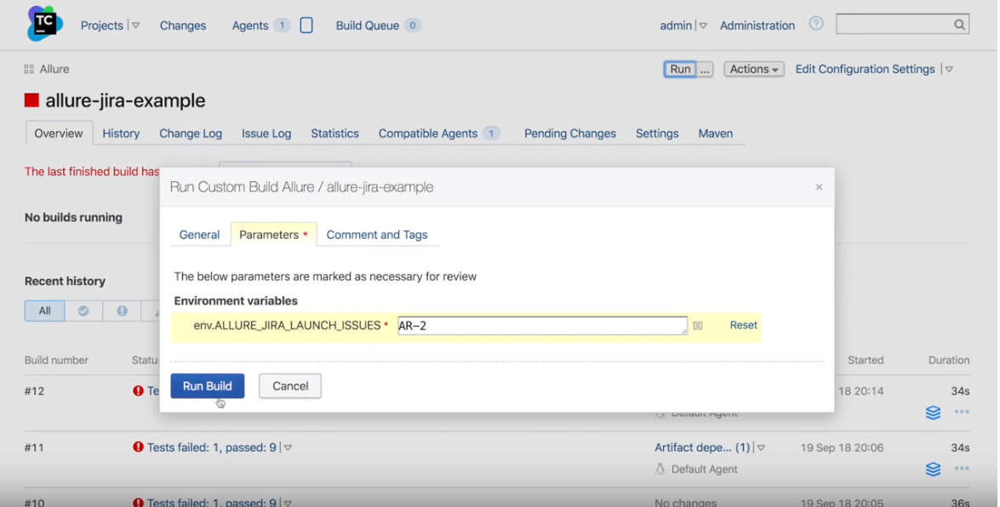 TC
Projects
Changes
Agents 1
Build Queue 0
admin
Administration
?
Allure
Run ...
Actions
Edit Configuration Settings
allure-jira-example
Overview
History
Change Log
Issue Log
Statistics
Compatible Agents 1
Pending Changes
Settings
Maven
The last finished build has
Run Custom Build Allure / allure-jira-example
×
No builds running
General
Parameters *
Comment and Tags
The below parameters are marked as necessary for review
Recent history
Environment variables
All
env.ALLURE_JIRA_LAUNCH_ISSUES * AR-2
Reset
Build number
Started
Duration
Run Build
Cancel
#12
18 20:14
34s
Default Agent
#11
Tests failed: 1, passed: 9
Artifact depe... (1)
19 Sep 18 20:06
34s
Default Agent
#10
Tests failed: 1, passed: 9
No changes
19 Sep 18 20:05
36s